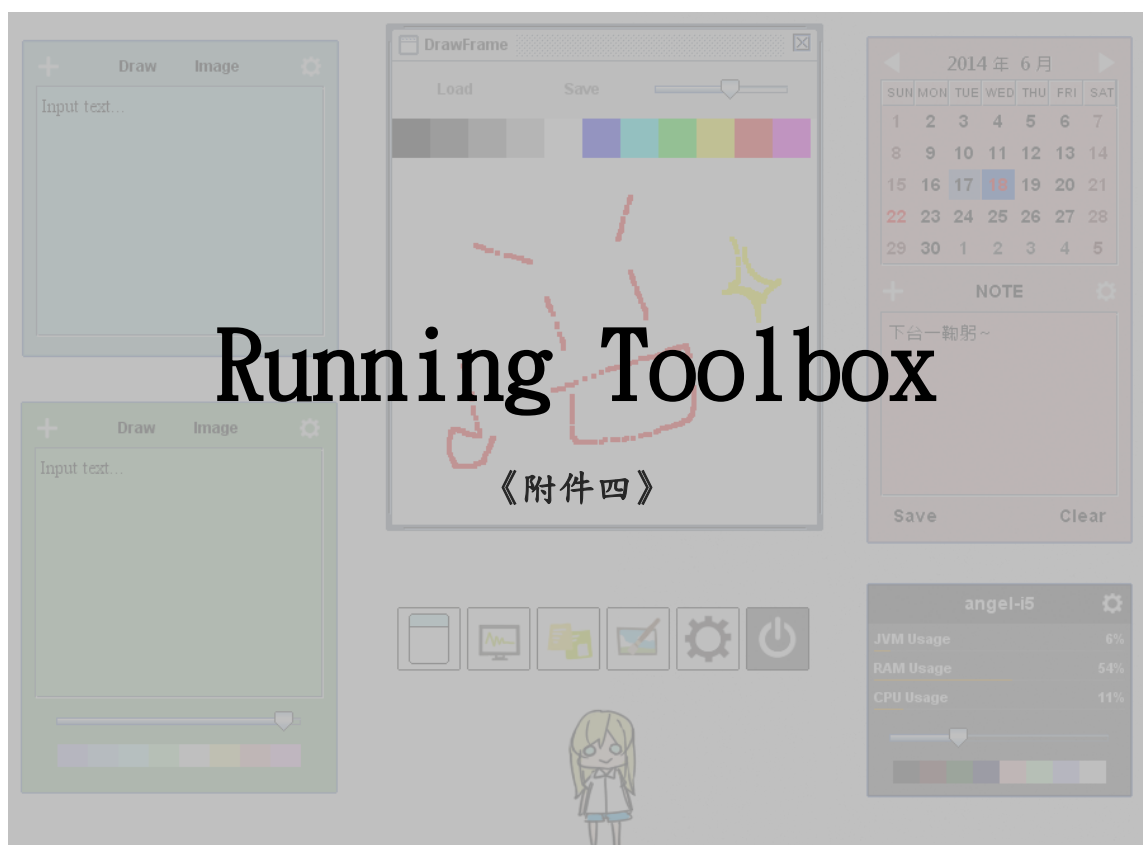 Draw Image
Input text...
Draw Image
Input text...
DrawFrame
Load Save
Running Toolbox
《附件四》
2014 年 6 月
SUN MON TUE WED THU FRI SAT
1 2 3 4 5 6 7
8 9 10 11 12 13 14
15 16 17 18 19 20 21
22 23 24 25 26 27 28
29 30 1 2 3 4 5
NOTE
下台一鞠躬~
Save Clear
angel-i5
JVM Usage 6%
RAM Usage 54%
CPU Usage 11%